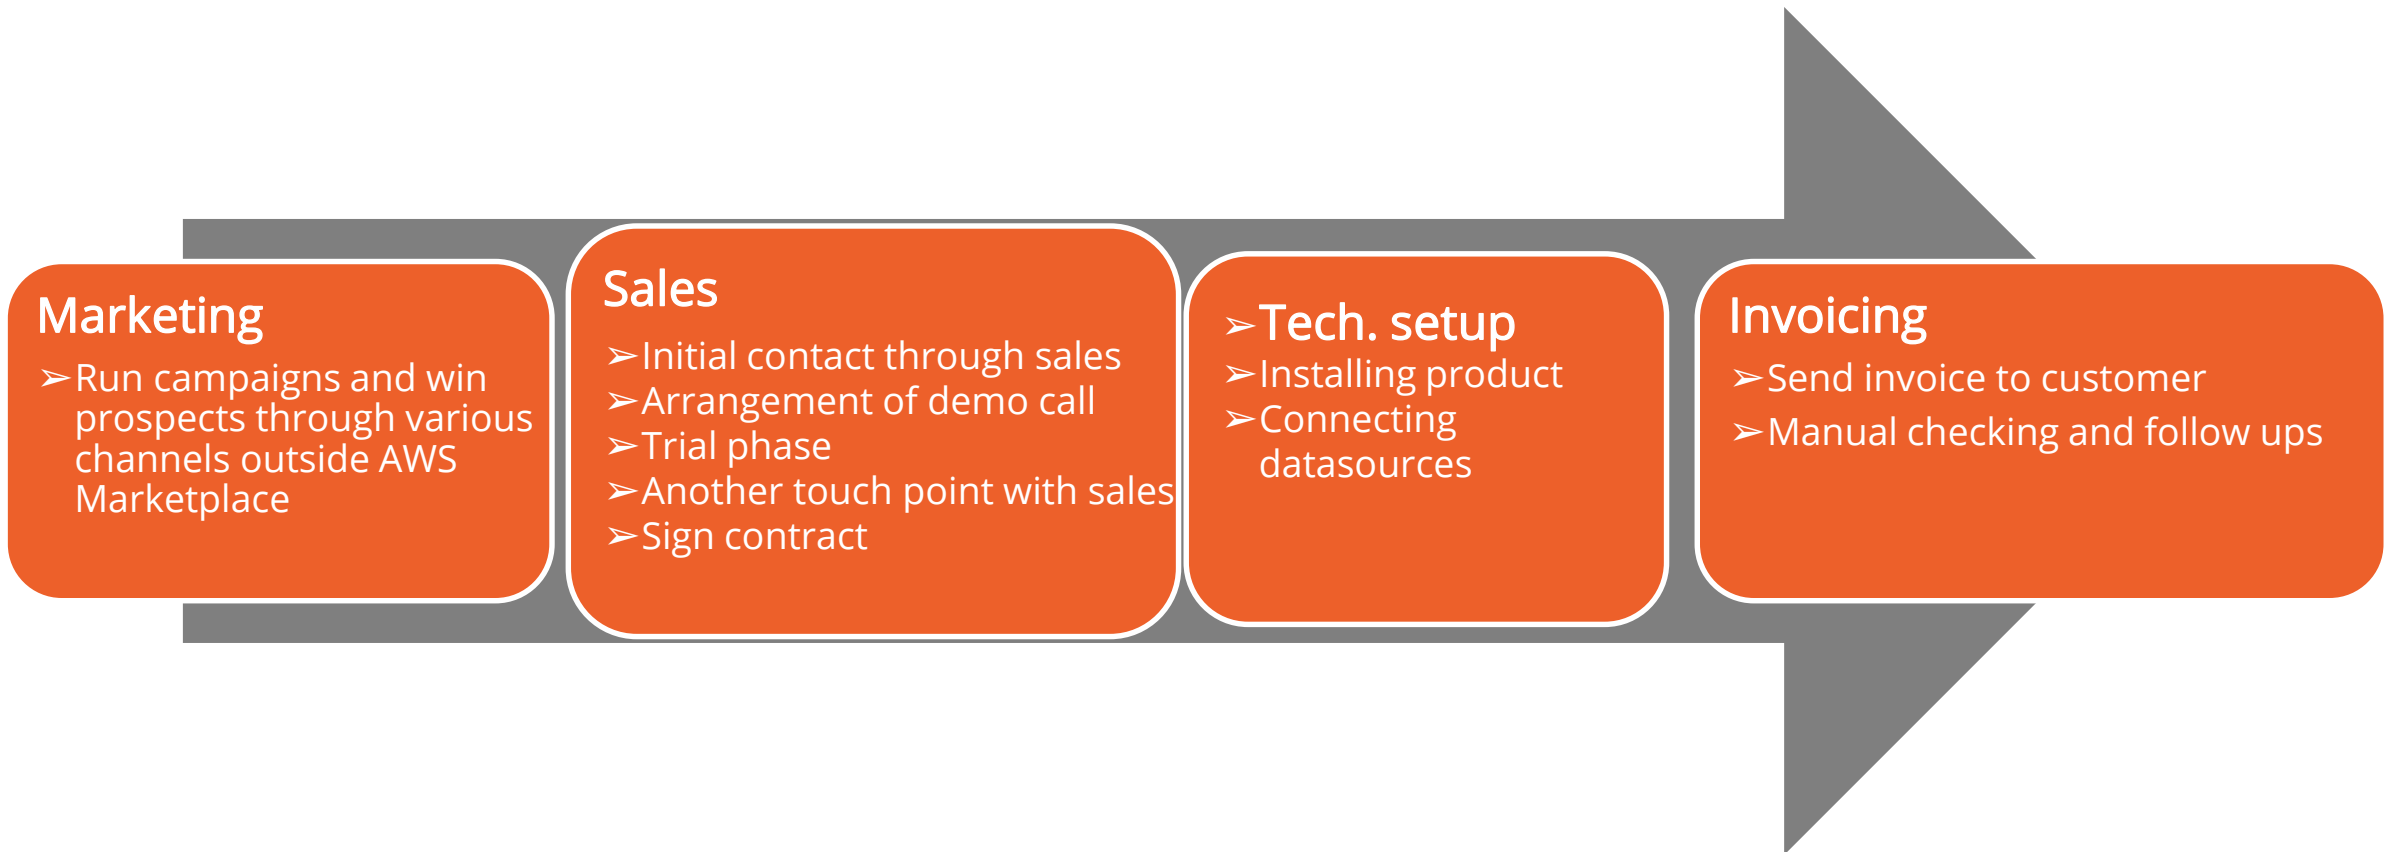 Marketing
➢Run campaigns and win
prospects through various
channels outside AWS
Marketplace
Sales
➢Initial contact through sales
➢Arrangement of demo call
➢Trial phase
➢Another touch point with sales
➢Sign contract
➢Tech. setup
➢Installing product
➢Connecting
datasources
Invoicing
➢Send invoice to customer
➢Manual checking and follow ups